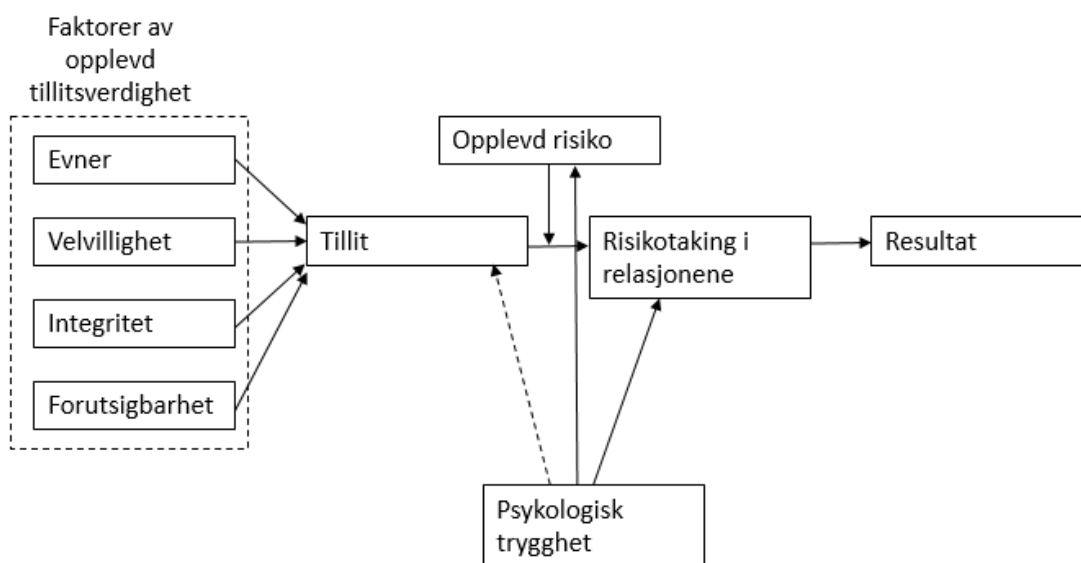 Faktorer av
opplevd
tillitsverdighet
Evner
Velvillighet
Integritet
Forutsigbarhet
Tillit
Opplevd risiko
Risikotaking i
relasjonene
Resultat
Psykologisk
trygghet